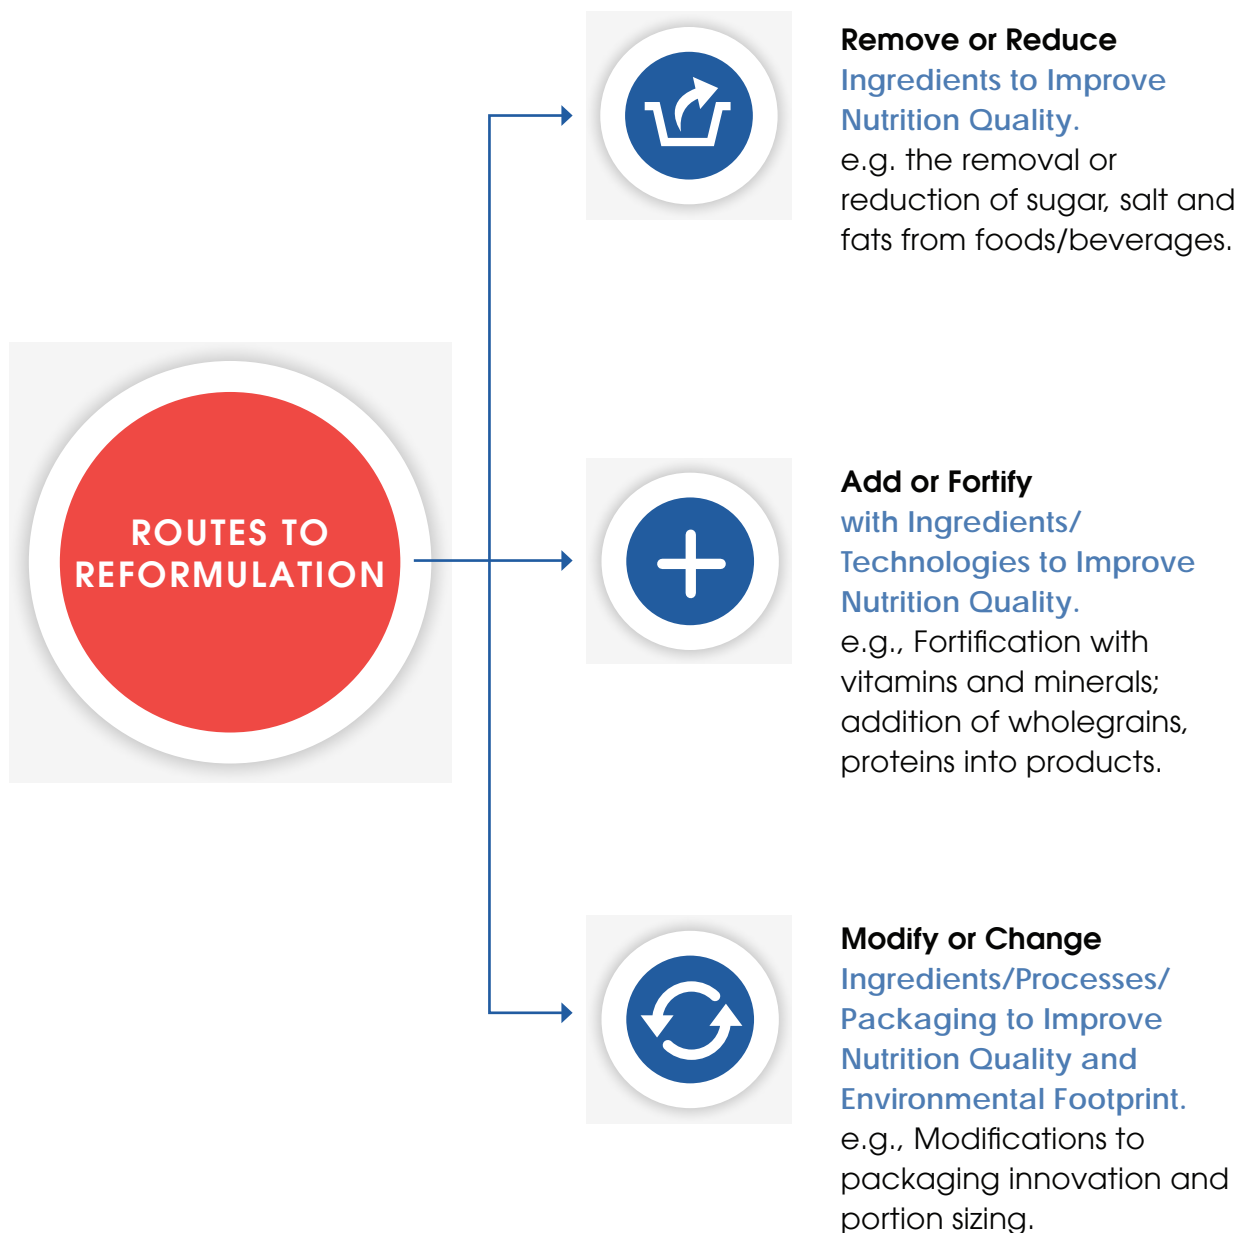 ROUTES TO
REFORMULATION
Remove or Reduce
Ingredients to Improve
Nutrition Quality.
e.g. the removal or
reduction of sugar, salt and
fats from foods/beverages.
Add or Fortify
with Ingredients/
Technologies to Improve
Nutrition Quality.
e.g., Fortification with
vitamins and minerals;
addition of wholegrains,
proteins into products.
Modify or Change
Ingredients/Processes/
Packaging to Improve
Nutrition Quality and
Environmental Footprint.
e.g., Modifications to
packaging innovation and
portion sizing.